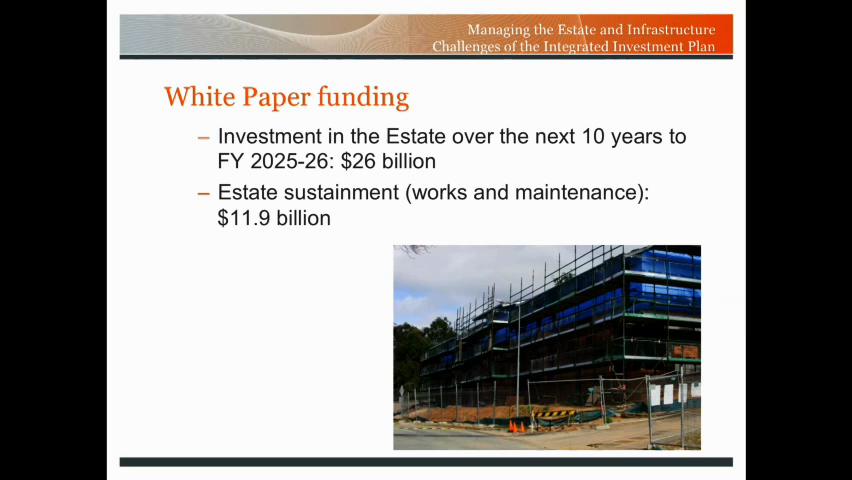 Managing the Estate and Infrastructure
Challenges of the Integrated Investment Plan
White Paper funding
– Investment in the Estate over the next 10 years to
FY 2025-26: $26 billion
– Estate sustainment (works and maintenance):
$11.9 billion